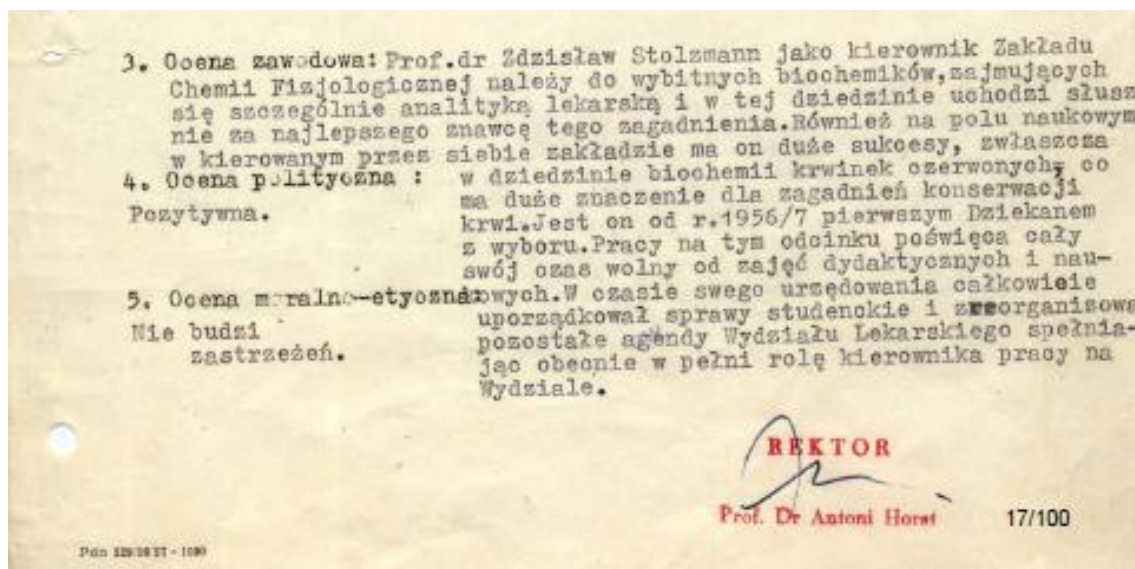 3. Ocena zawodowa: Prof.dr Zdzisław Stolzmann jako kierownik Zakładu
Chemii Fizjologicznej należy do wybitnych biochemików,zajmujących
się szczególnie analityką lekarską i w tej dziedzinie uchodzi słusz
nie za najlepszego znawcę tego zagadnienia.Również na polu naukowym
w kierowanym przez siebie zakładzie ma on duże sukcesy, zwłaszcza
4. Ocena polityczna : w dziedzinie biochemii krwinek czerwonych, co
ma duże znaczenie dla zagadnień konserwacji
Pozytywna.
krwi.Jest on od r.1956/7 pierwszym Dziekanem
z wyboru.Pracy na tym odcinku poświęca cały
swój czas wolny od zajęć dydaktycznych i nau-
5. Ocena moralno-etyczna: kowych.W czasie swego urzędowania całkowicie
uporządkował sprawy studenckie i zreorganizowa
Nie budzi
pozostałe agendy Wydziału Lekarskiego spełnia-
zastrzeżeń.
jąc obecnie w pełni rolę kierownika pracy na
Wydziale.
REKTOR
Prof. Dr Antoni Horst
17/100